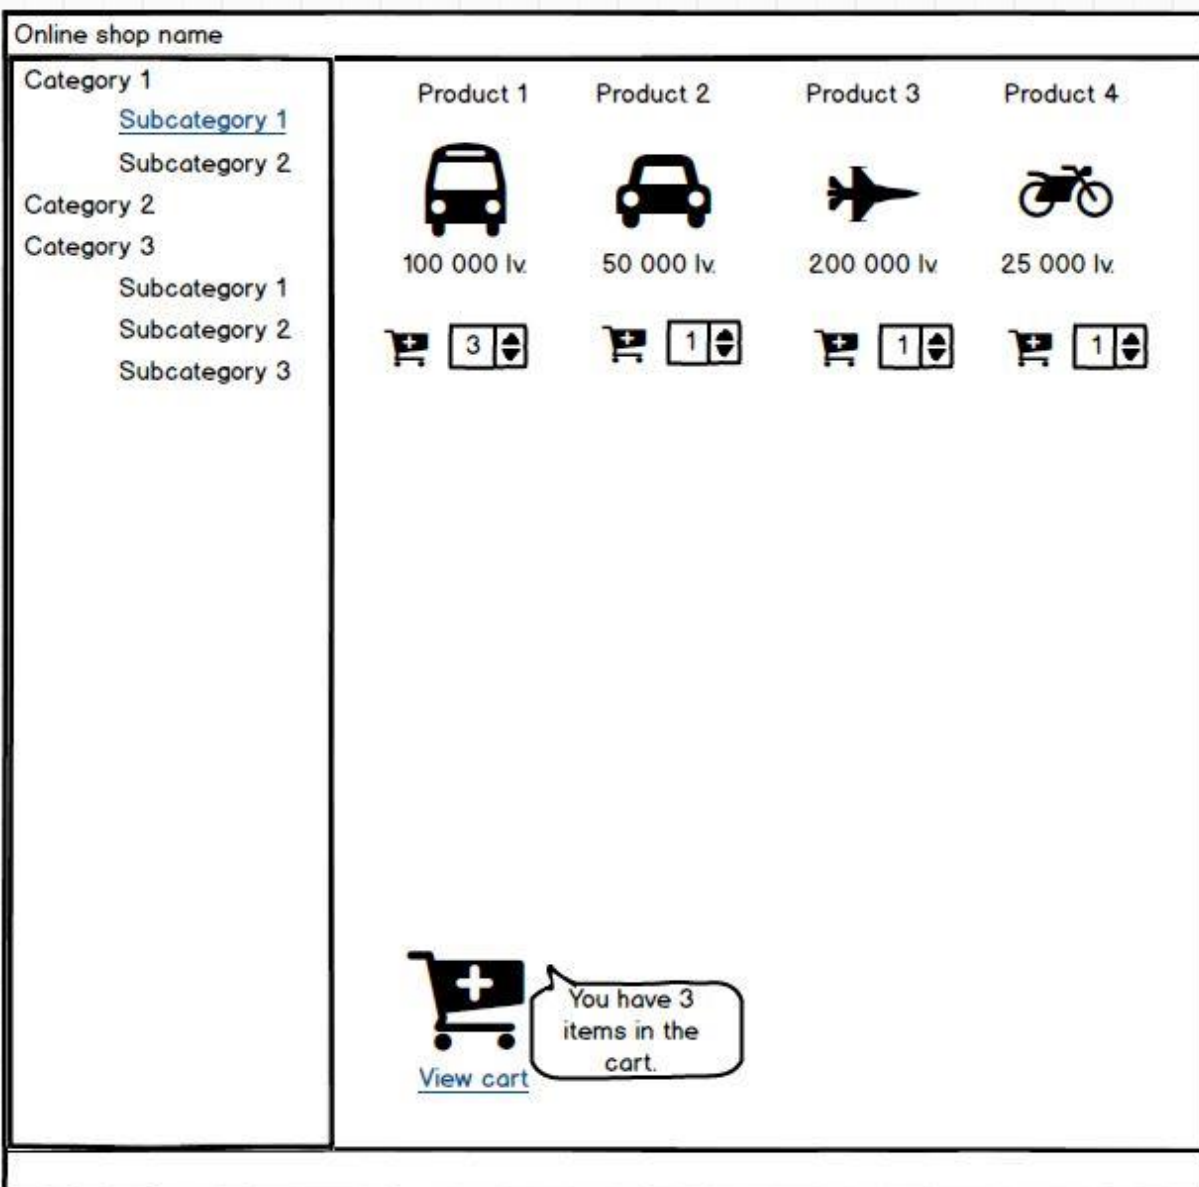 Online shop name
Category 1
Subcategory 1
Subcategory 2
Category 2
Category 3
Subcategory 1
Subcategory 2
Subcategory 3
Product 1 Product 2 Product 3 Product 4
100 000 lv. 50 000 lv. 200 000 lv. 25 000 lv.
3 1 1 1
You have 3
items in the
cart.
View cart